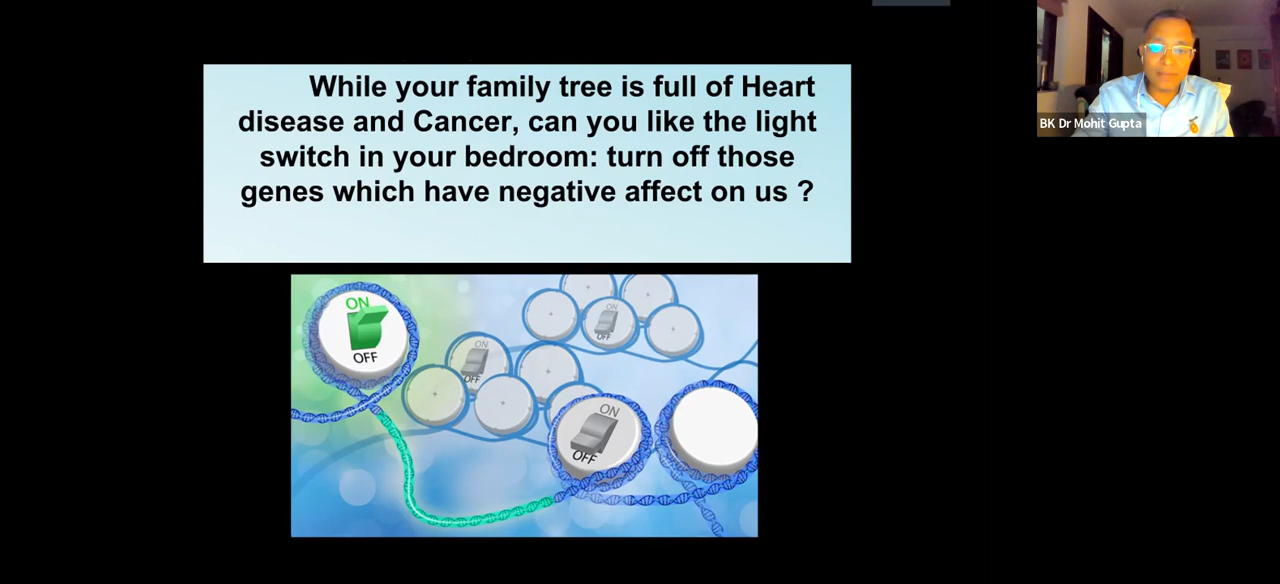 While your family tree is full of Heart
disease and Cancer, can you like the light
switch in your bedroom: turn off those
genes which have negative affect on us ?
BK Dr Mohit Gupta
ON
OFF
ON
OFF
ON
OFF
ON
OFF